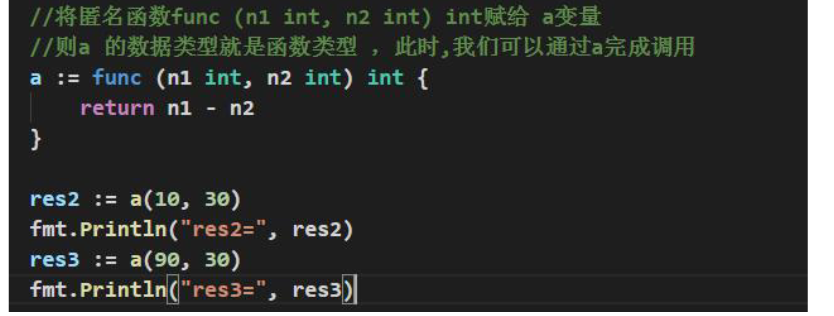 //将匿名函数func (n1 int, n2 int) int赋给 a变量
//则a 的数据类型就是函数类型 ，此时,我们可以通过a完成调用
a := func (n1 int, n2 int) int {
    return n1 - n2
}
res2 := a(10, 30)
fmt.Println("res2=", res2)
res3 := a(90, 30)
fmt.Println("res3=", res3)